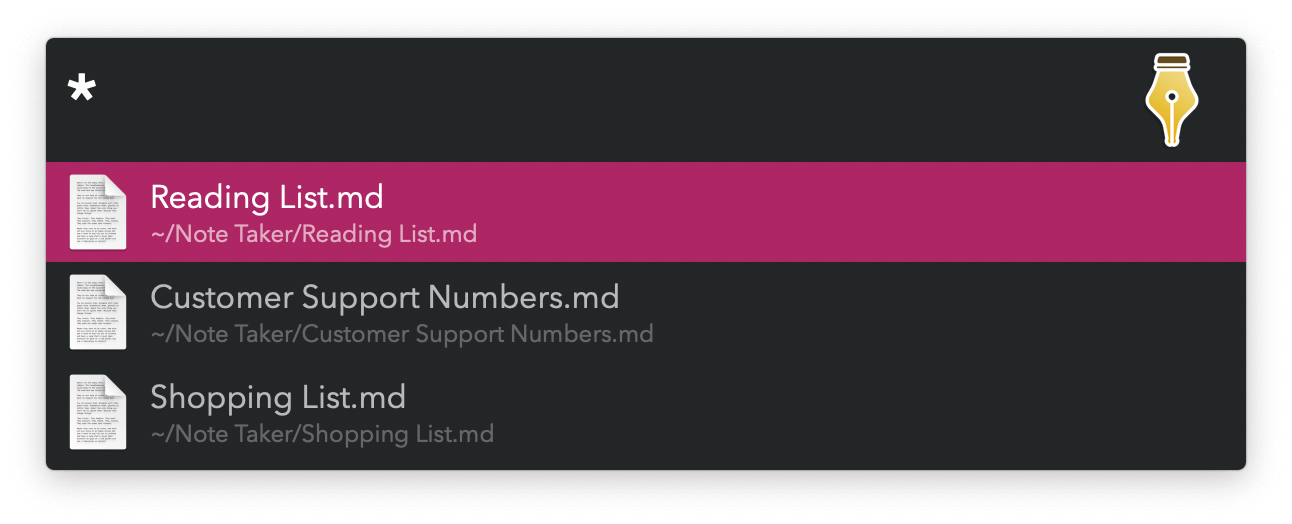 *
Reading List.md
~/Note Taker/Reading List.md
Customer Support Numbers.md
~/Note Taker/Customer Support Numbers.md
Shopping List.md
~/Note Taker/Shopping List.md